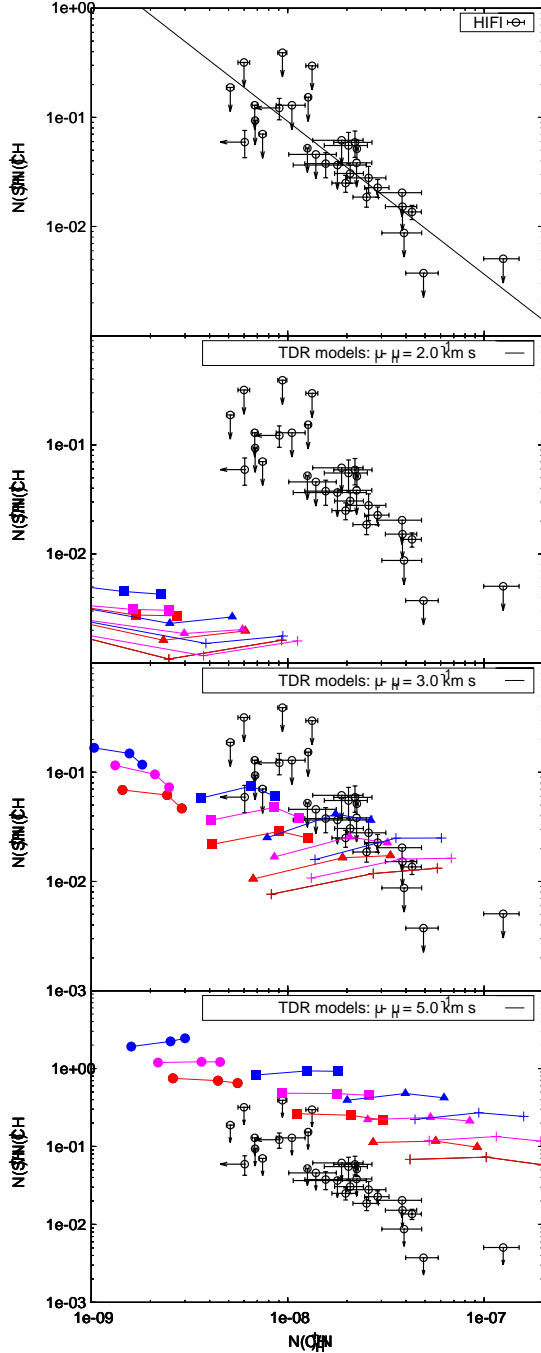 1e+00
HIFI
1e-01
1e-02
TDR models:
= 2.0 km s
1e-01
1e-02
TDR models:
= 3.0 km s
1e-01
1e-02
1e-03
TDR models:
= 5.0 km s
1e+00
1e-01
1e-02
1e-03
1e-09 1e-08 1e-07